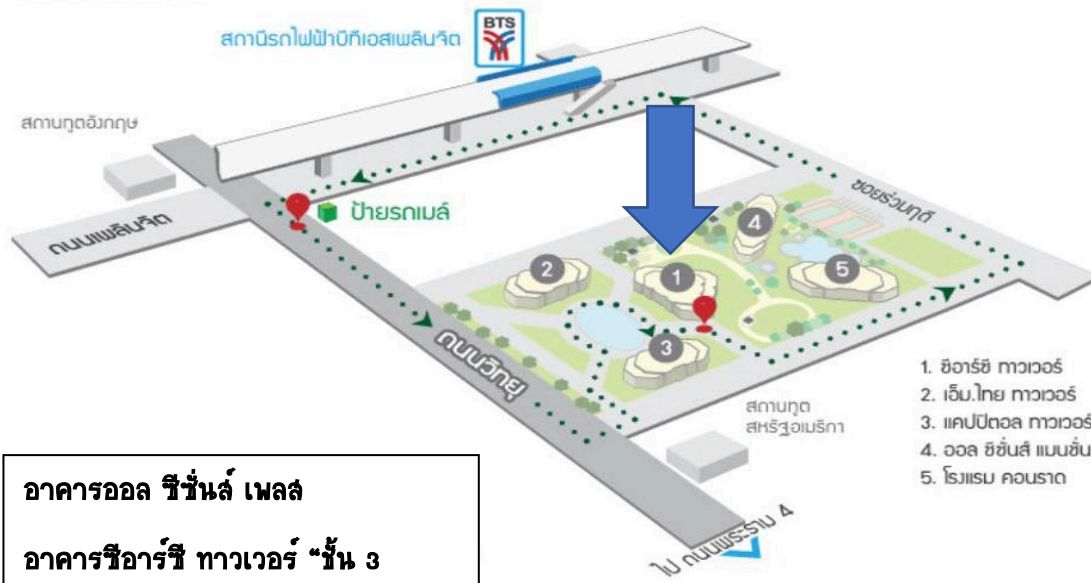 BTS
สถานีรถไฟฟ้าบีทีเอสเพลินจิต
สถานทูตอังกฤษ
ถนนเพลินจิต
ป้ายรถเมล์
ซอยร่วมฤดี
4
2
1
5
3
ถนนวิทยุ
สถานทูต
สหรัฐอเมริกา
1. ซีอาร์ซี ทาวเวอร์
2. เอ็ม.ไทย ทาวเวอร์
3. แคปปิตอล ทาวเวอร์
4. ออล ซีซั่นส์ แมนชั่น
5. โรงแรม คอนราด
ไป ถนนพระราม 4
อาคารออล ซีซั่นส์ เพลส
อาคารซีอาร์ซี ทาวเวอร์ “ชั้น 3